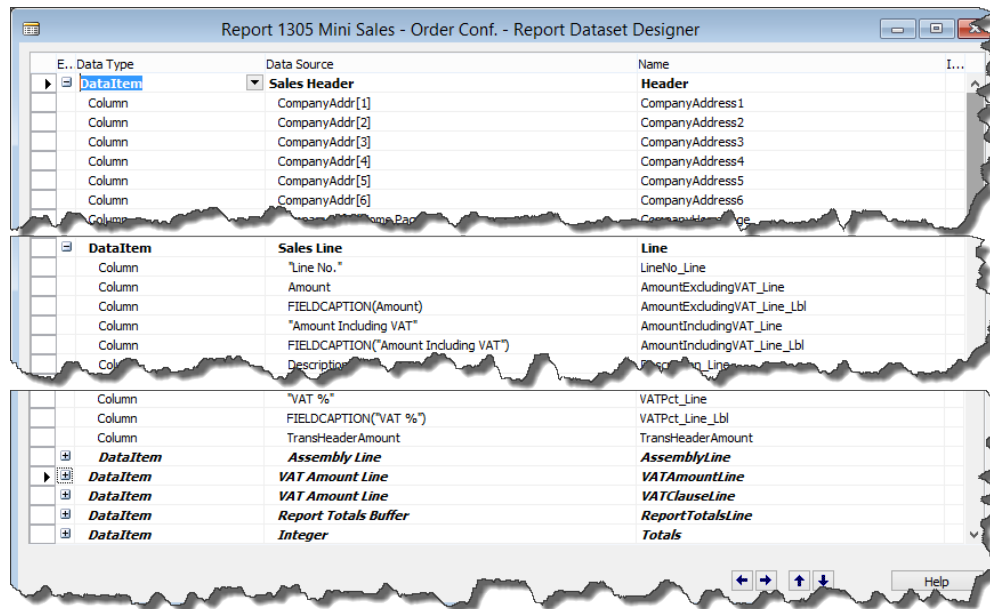 Report 1305 Mini Sales - Order Conf. - Report Dataset Designer
E.. Data Type Data Source Name I...
DataItem Sales Header Header
Column CompanyAddr[1] CompanyAddress1
Column CompanyAddr[2] CompanyAddress2
Column CompanyAddr[3] CompanyAddress3
Column CompanyAddr[4] CompanyAddress4
Column CompanyAddr[5] CompanyAddress5
Column CompanyAddr[6] CompanyAddress6
DataItem Sales Line Line
Column "Line No." LineNo_Line
Column Amount AmountExcludingVAT_Line
Column FIELDCAPTION(Amount) AmountExcludingVAT_Line_Lbl
Column "Amount Including VAT" AmountIncludingVAT_Line
Column FIELDCAPTION("Amount Including VAT") AmountIncludingVAT_Line_Lbl
Description
Column "VAT %" VATPct_Line
Column FIELDCAPTION("VAT %") VATPct_Line_Lbl
Column TransHeaderAmount TransHeaderAmount
DataItem Assembly Line AssemblyLine
DataItem VAT Amount Line VATAmountLine
DataItem VAT Amount Line VATClauseLine
DataItem Report Totals Buffer ReportTotalsLine
DataItem Integer Totals
Help